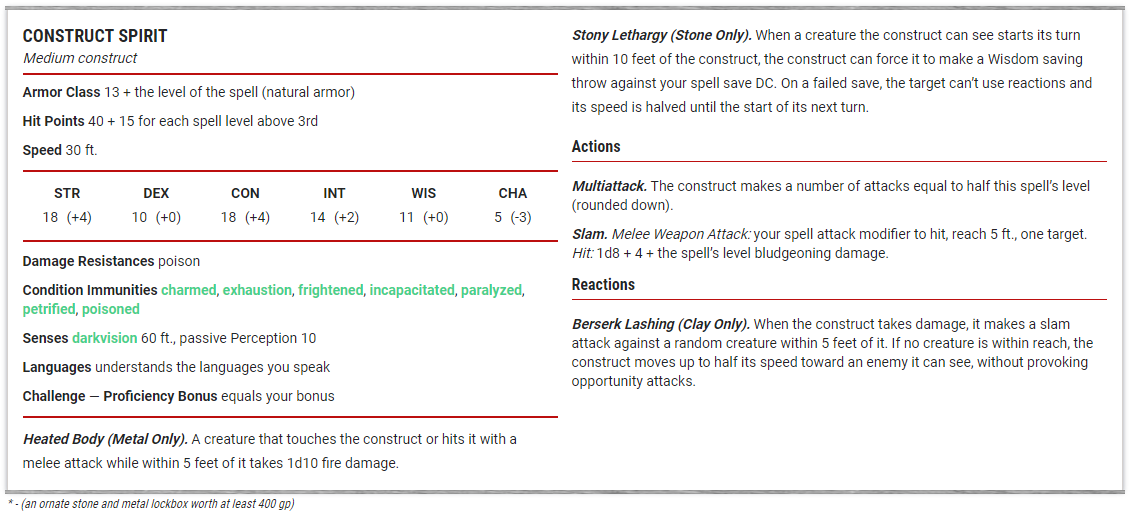 CONSTRUCT SPIRIT
Medium construct
Armor Class 13 + the level of the spell (natural armor)
Hit Points 40 + 15 for each spell level above 3rd
Speed 30 ft.
STR DEX CON INT WIS CHA
18 (+4) 10 (+0) 18 (+4) 14 (+2) 11 (+0) 5 (-3)
Damage Resistances poison
Condition Immunities charmed, exhaustion, frightened, incapacitated, paralyzed,
petrified, poisoned
Senses darkvision 60 ft., passive Perception 10
Languages understands the languages you speak
Challenge — Proficiency Bonus equals your bonus
Heated Body (Metal Only). A creature that touches the construct or hits it with a
melee attack while within 5 feet of it takes 1d10 fire damage.
Stony Lethargy (Stone Only). When a creature the construct can see starts its turn
within 10 feet of the construct, the construct can force it to make a Wisdom saving
throw against your spell save DC. On a failed save, the target can’t use reactions and
its speed is halved until the start of its next turn.
Actions
Multiattack. The construct makes a number of attacks equal to half this spell’s level
(rounded down).
Slam. Melee Weapon Attack: your spell attack modifier to hit, reach 5 ft., one target.
Hit: 1d8 + 4 + the spell’s level bludgeoning damage.
Reactions
Berserk Lashing (Clay Only). When the construct takes damage, it makes a slam
attack against a random creature within 5 feet of it. If no creature is within reach, the
construct moves up to half its speed toward an enemy it can see, without provoking
opportunity attacks.
* - (an ornate stone and metal lockbox worth at least 400 gp)